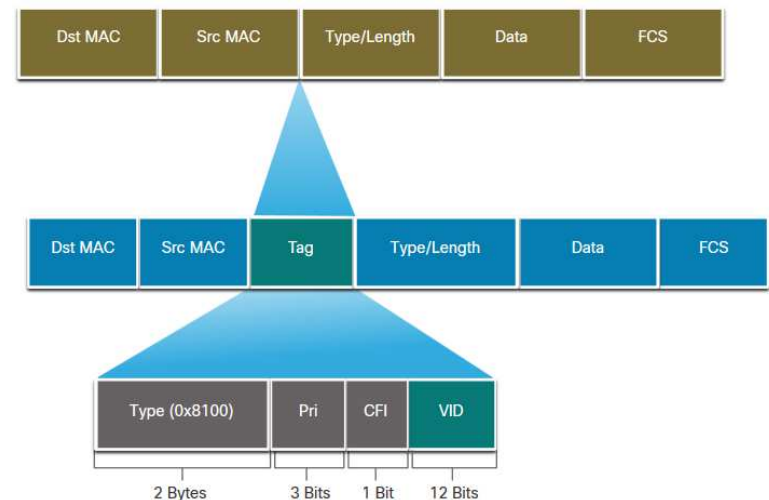 Dst MAC Src MAC Type/Length Data FCS
Dst MAC Src MAC Tag Type/Length Data FCS
Type (0x8100) Pri CFI VID
2 Bytes 3 Bits 1 Bit 12 Bits